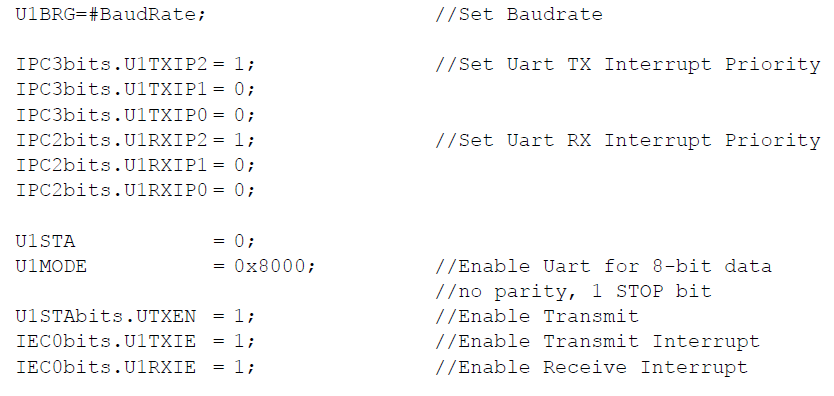 U1BRG=#BaudRate; //Set Baudrate
IPC3bits.U1TXIP2 = 1; //Set Uart TX Interrupt Priority
IPC3bits.U1TXIP1 = 0;
IPC3bits.U1TXIP0 = 0;
IPC2bits.U1RXIP2 = 1; //Set Uart RX Interrupt Priority
IPC2bits.U1RXIP1 = 0;
IPC2bits.U1RXIP0 = 0;
U1STA = 0;
U1MODE = 0x8000; //Enable Uart for 8-bit data
//no parity, 1 STOP bit
U1STAbits.UTXEN = 1; //Enable Transmit
IEC0bits.U1TXIE = 1; //Enable Transmit Interrupt
IEC0bits.U1RXIE = 1; //Enable Receive Interrupt